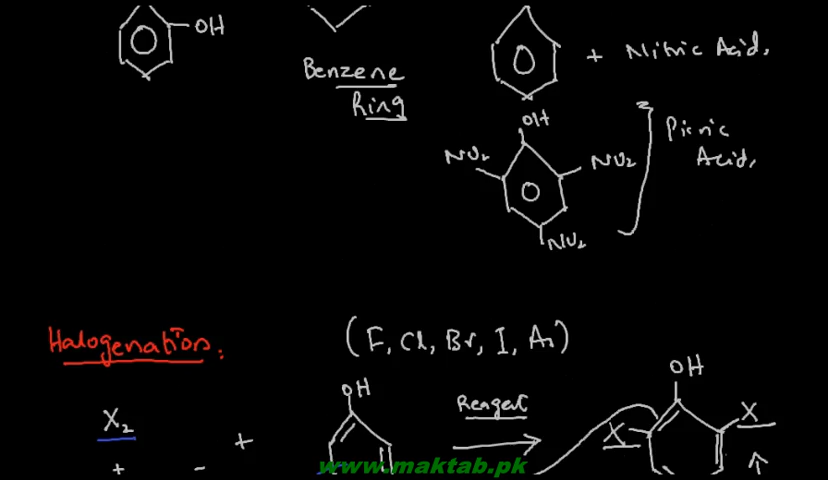 OH
Benzene
Ring
+ Nitric Acid.
OH
NO2
NO2
NO2
Picric
Acid.
Halogenation:
(F, Cl, Br, I, At)
X2
+
OH
Reagent
OH
X
X
+ -
www.maktab.pk